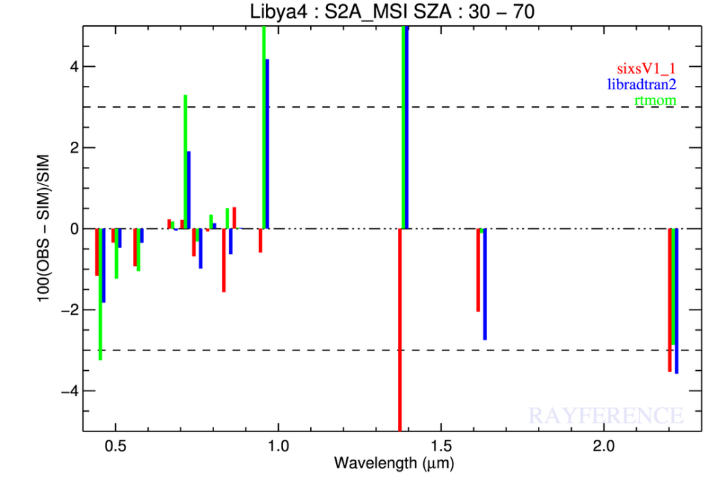 Libya4 : S2A_MSI SZA : 30 − 70
sixsV1_1
libradtran2
rtmom
100(OBS − SIM)/SIM
4
2
0
−2
−4
RAYFERENCE
0.5 1.0 1.5 2.0
Wavelength (μm)